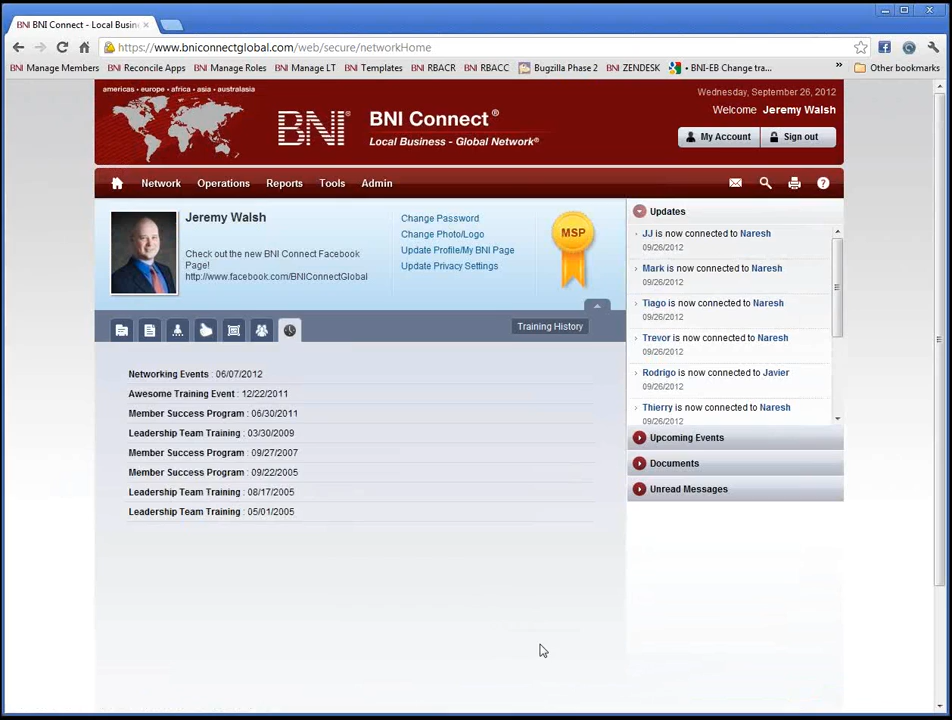 BNI BNI Connect - Local Busin
https://www.bniconnectglobal.com/web/secure/networkHome
BNI Manage Members BNI Reconcile Apps BNI Manage Roles BNI Manage LT BNI Templates BNI RBACR BNI RBACC Bugzilla Phase 2 BNI ZENDESK BNI-EB Change tra... » Other bookmarks
americas • europe • africa • asia • australasia
Wednesday, September 26, 2012
Welcome Jeremy Walsh
BNI®
BNI Connect®
Local Business - Global Network®
My Account Sign out
Network Operations Reports Tools Admin
Jeremy Walsh
Check out the new BNI Connect Facebook
Page!
http://www.facebook.com/BNIConnectGlobal
Change Password
Change Photo/Logo
Update Profile/My BNI Page
Update Privacy Settings
MSP
Training History
Networking Events : 06/07/2012
Awesome Training Event : 12/22/2011
Member Success Program : 06/30/2011
Leadership Team Training : 03/30/2009
Member Success Program : 09/27/2007
Member Success Program : 09/22/2005
Leadership Team Training : 08/17/2005
Leadership Team Training : 05/01/2005
Updates
JJ is now connected to Naresh
09/26/2012
Mark is now connected to Naresh
09/26/2012
Tiago is now connected to Naresh
09/26/2012
Trevor is now connected to Naresh
09/26/2012
Rodrigo is now connected to Javier
09/26/2012
Thierry is now connected to Naresh
09/26/2012
Upcoming Events
Documents
Unread Messages